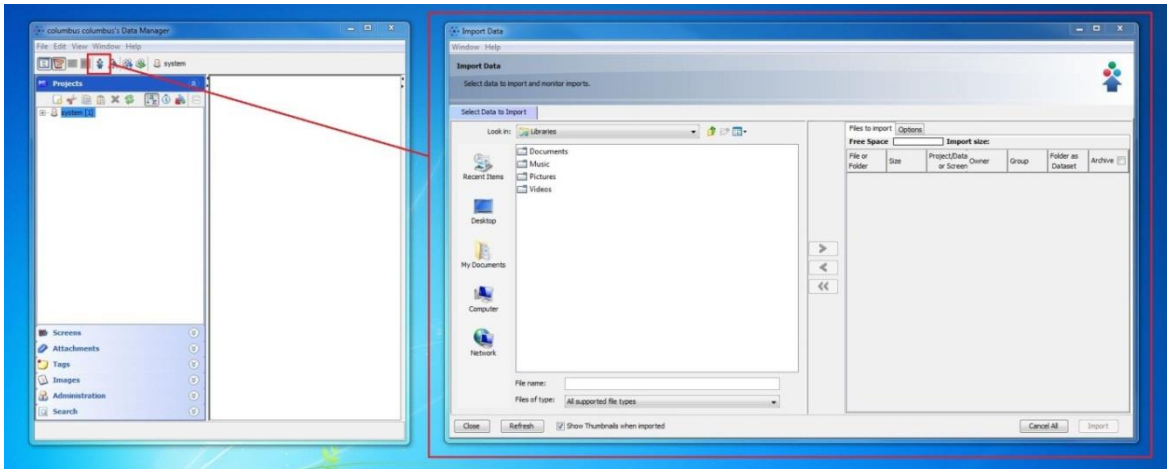 columbus columbus's Data Manager
File Edit View Window Help
system
Projects
system [1]
Screens
Attachments
Tags
Images
Administration
Search
Import Data
Window Help
Import Data
Select data to import and monitor imports.
Select Data to Import
Look in: Libraries
Recent Items
Desktop
My Documents
Computer
Network
Documents
Music
Pictures
Videos
File name:
Files of type: All supported file types
Files to import Options
Free Space Import size:
File or Folder Size Project/Data or Screen Owner Group Folder as Dataset Archive
Close Refresh Show Thumbnails when imported Cancel All Import